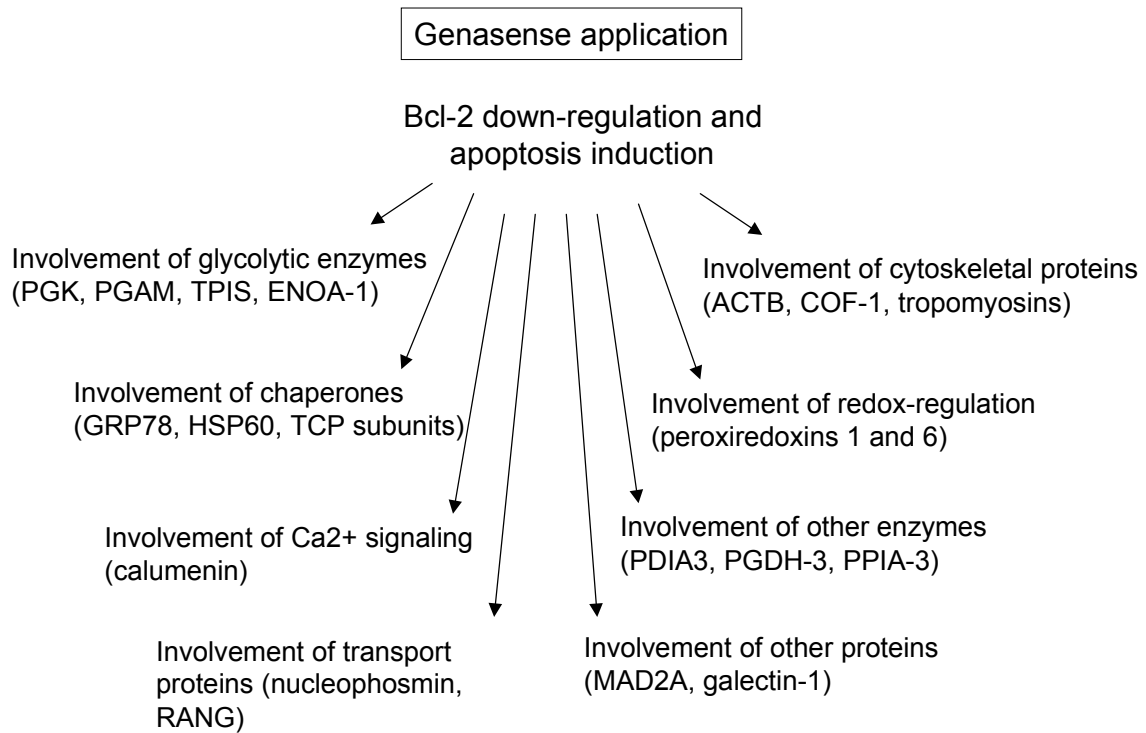 Genasense application
Bcl-2 down-regulation and
apoptosis induction
Involvement of glycolytic enzymes
(PGK, PGAM, TPIS, ENOA-1)
Involvement of cytoskeletal proteins
(ACTB, COF-1, tropomyosins)
Involvement of chaperones
(GRP78, HSP60, TCP subunits)
Involvement of redox-regulation
(peroxiredoxins 1 and 6)
Involvement of Ca2+ signaling
(calumenin)
Involvement of other enzymes
(PDIA3, PGDH-3, PPIA-3)
Involvement of transport
proteins (nucleophosmin,
RANG)
Involvement of other proteins
(MAD2A, galectin-1)